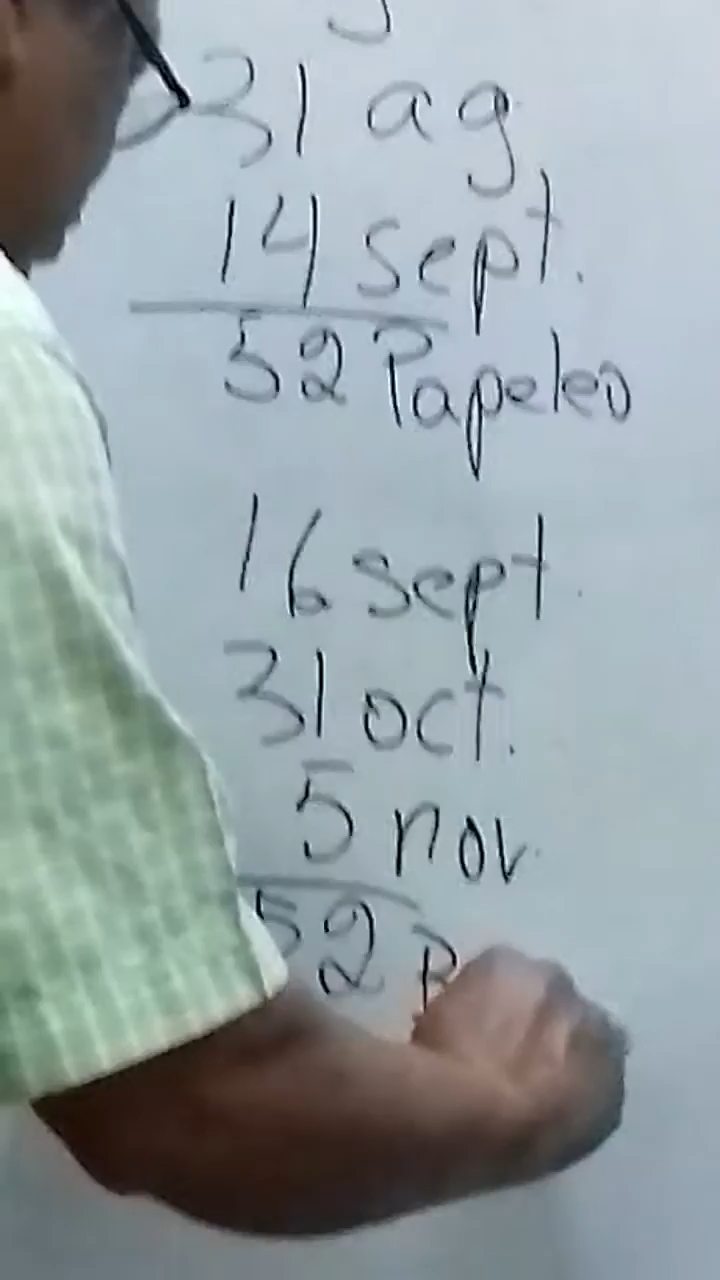 31 ag
14 sept.
52 Papeleo
16 sept.
31 oct.
5 nov.
52 P